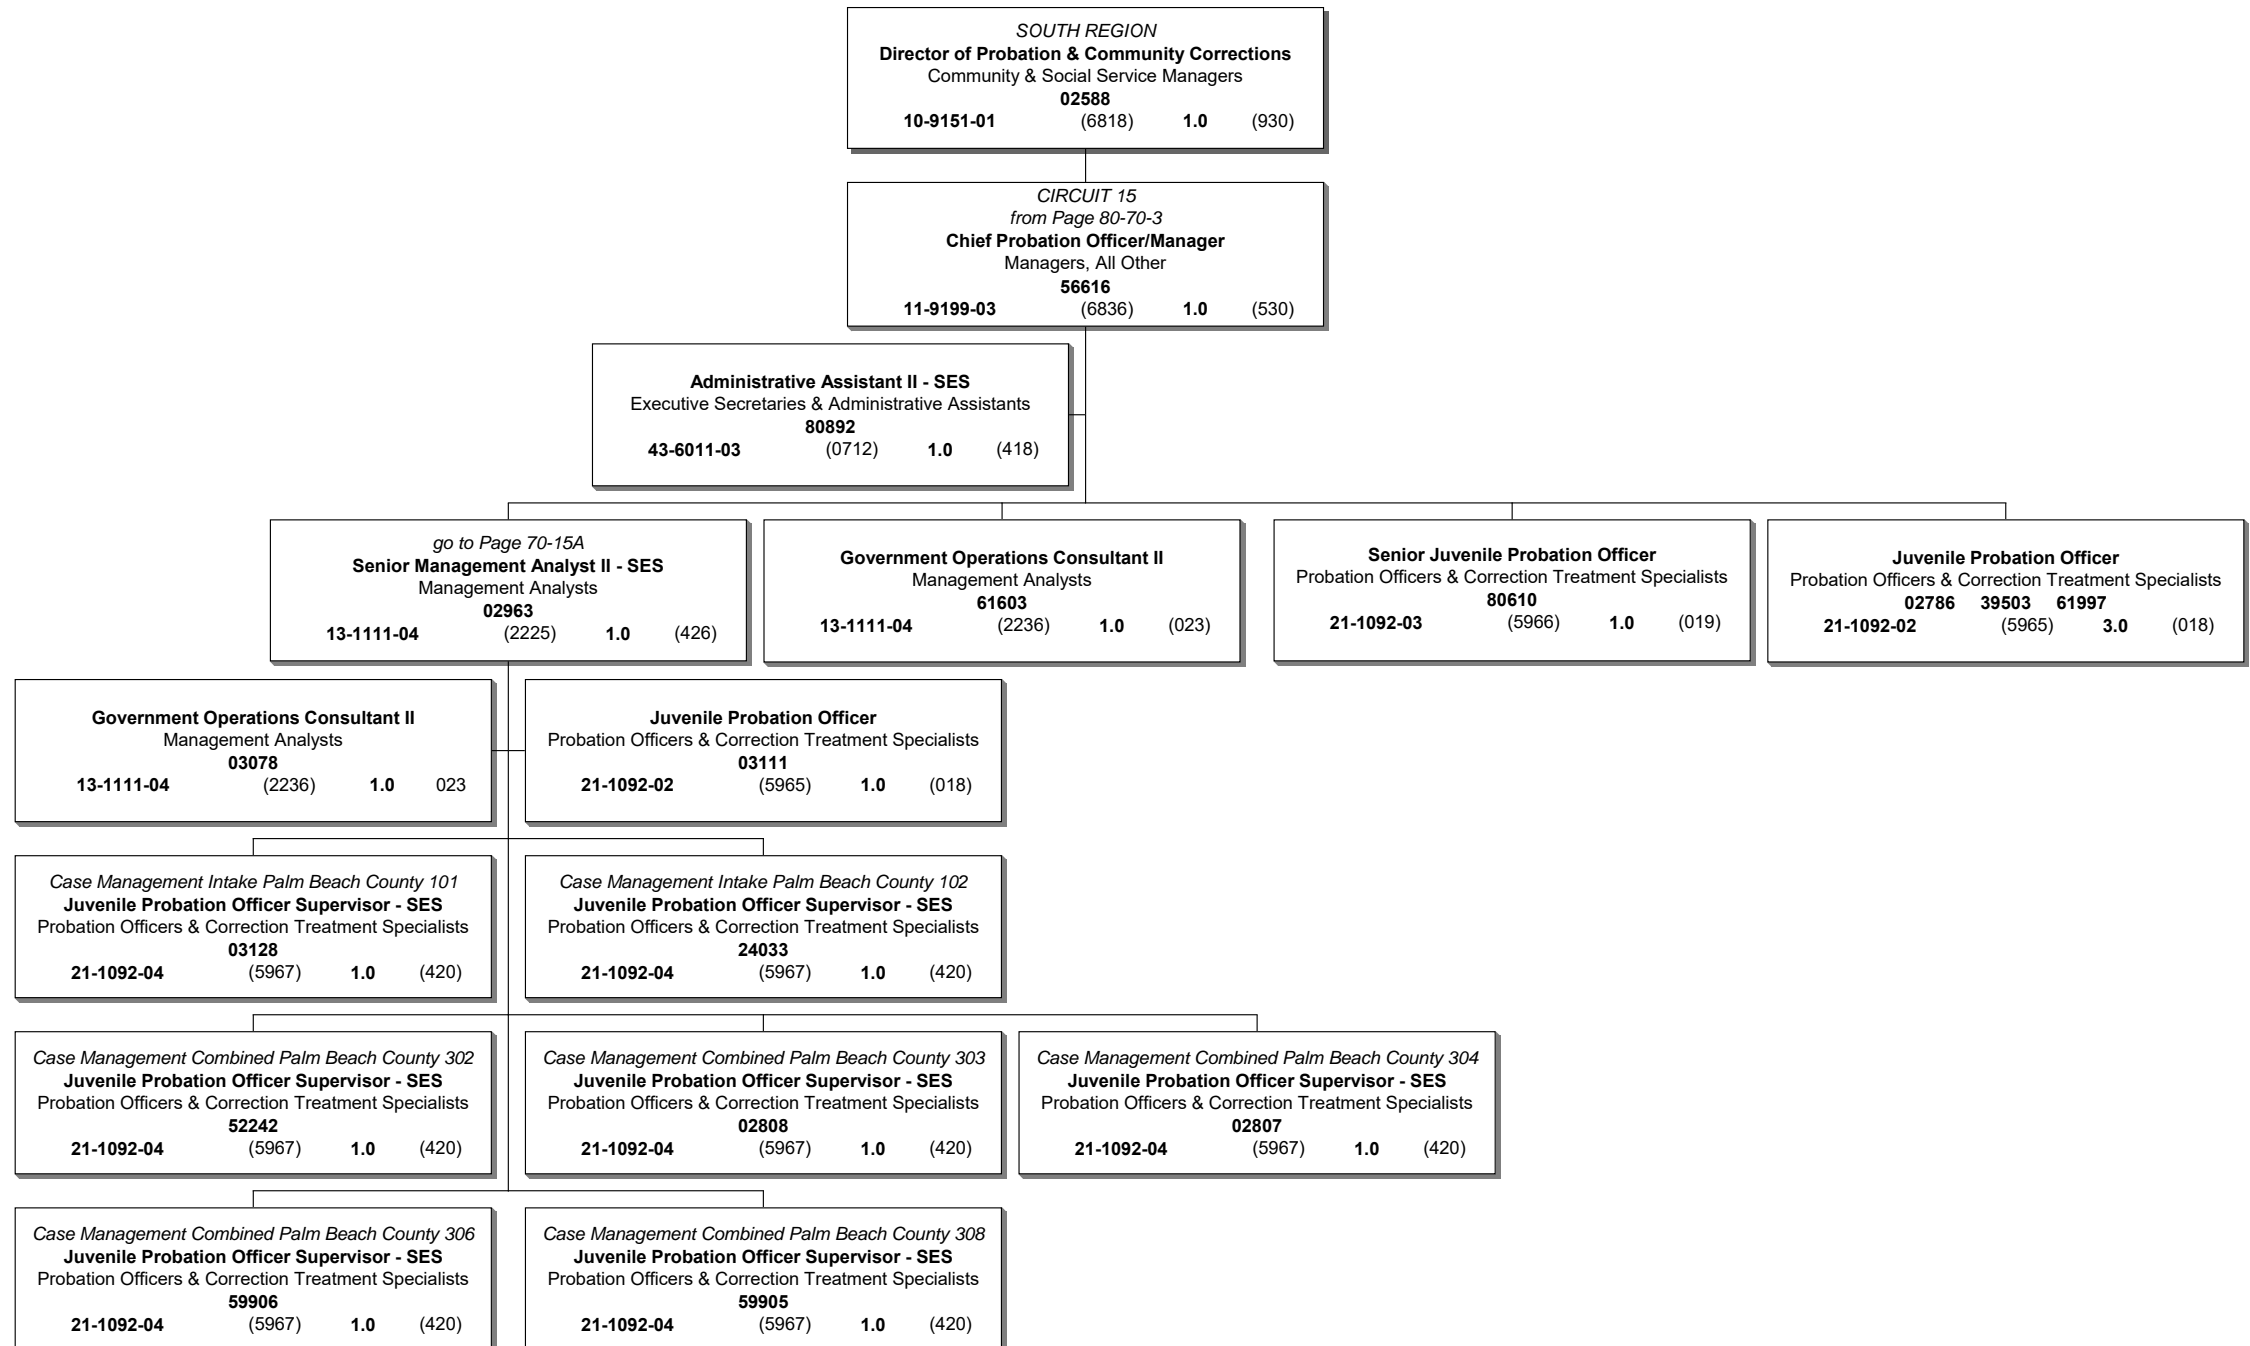 SOUTH REGION
Director of Probation & Community Corrections
Community & Social Service Managers
02588
10-9151-01 (6818) 1.0 (930)
CIRCUIT 15
from Page 80-70-3
Chief Probation Officer/Manager
Managers, All Other
56616
11-9199-03 (6836) 1.0 (530)
Administrative Assistant II - SES
Executive Secretaries & Administrative Assistants
80892
43-6011-03 (0712) 1.0 (418)
go to Page 70-15A
Senior Management Analyst II - SES
Management Analysts
02963
13-1111-04 (2225) 1.0 (426)
Government Operations Consultant II
Management Analysts
61603
13-1111-04 (2236) 1.0 (023)
Senior Juvenile Probation Officer
Probation Officers & Correction Treatment Specialists
80610
21-1092-03 (5966) 1.0 (019)
Juvenile Probation Officer
Probation Officers & Correction Treatment Specialists
02786 39503 61997
21-1092-02 (5965) 3.0 (018)
Government Operations Consultant II
Management Analysts
03078
13-1111-04 (2236) 1.0 023
Juvenile Probation Officer
Probation Officers & Correction Treatment Specialists
03111
21-1092-02 (5965) 1.0 (018)
Case Management Intake Palm Beach County 101
Juvenile Probation Officer Supervisor - SES
Probation Officers & Correction Treatment Specialists
03128
21-1092-04 (5967) 1.0 (420)
Case Management Intake Palm Beach County 102
Juvenile Probation Officer Supervisor - SES
Probation Officers & Correction Treatment Specialists
24033
21-1092-04 (5967) 1.0 (420)
Case Management Combined Palm Beach County 302
Juvenile Probation Officer Supervisor - SES
Probation Officers & Correction Treatment Specialists
52242
21-1092-04 (5967) 1.0 (420)
Case Management Combined Palm Beach County 303
Juvenile Probation Officer Supervisor - SES
Probation Officers & Correction Treatment Specialists
02808
21-1092-04 (5967) 1.0 (420)
Case Management Combined Palm Beach County 304
Juvenile Probation Officer Supervisor - SES
Probation Officers & Correction Treatment Specialists
02807
21-1092-04 (5967) 1.0 (420)
Case Management Combined Palm Beach County 306
Juvenile Probation Officer Supervisor - SES
Probation Officers & Correction Treatment Specialists
59906
21-1092-04 (5967) 1.0 (420)
Case Management Combined Palm Beach County 308
Juvenile Probation Officer Supervisor - SES
Probation Officers & Correction Treatment Specialists
59905
21-1092-04 (5967) 1.0 (420)